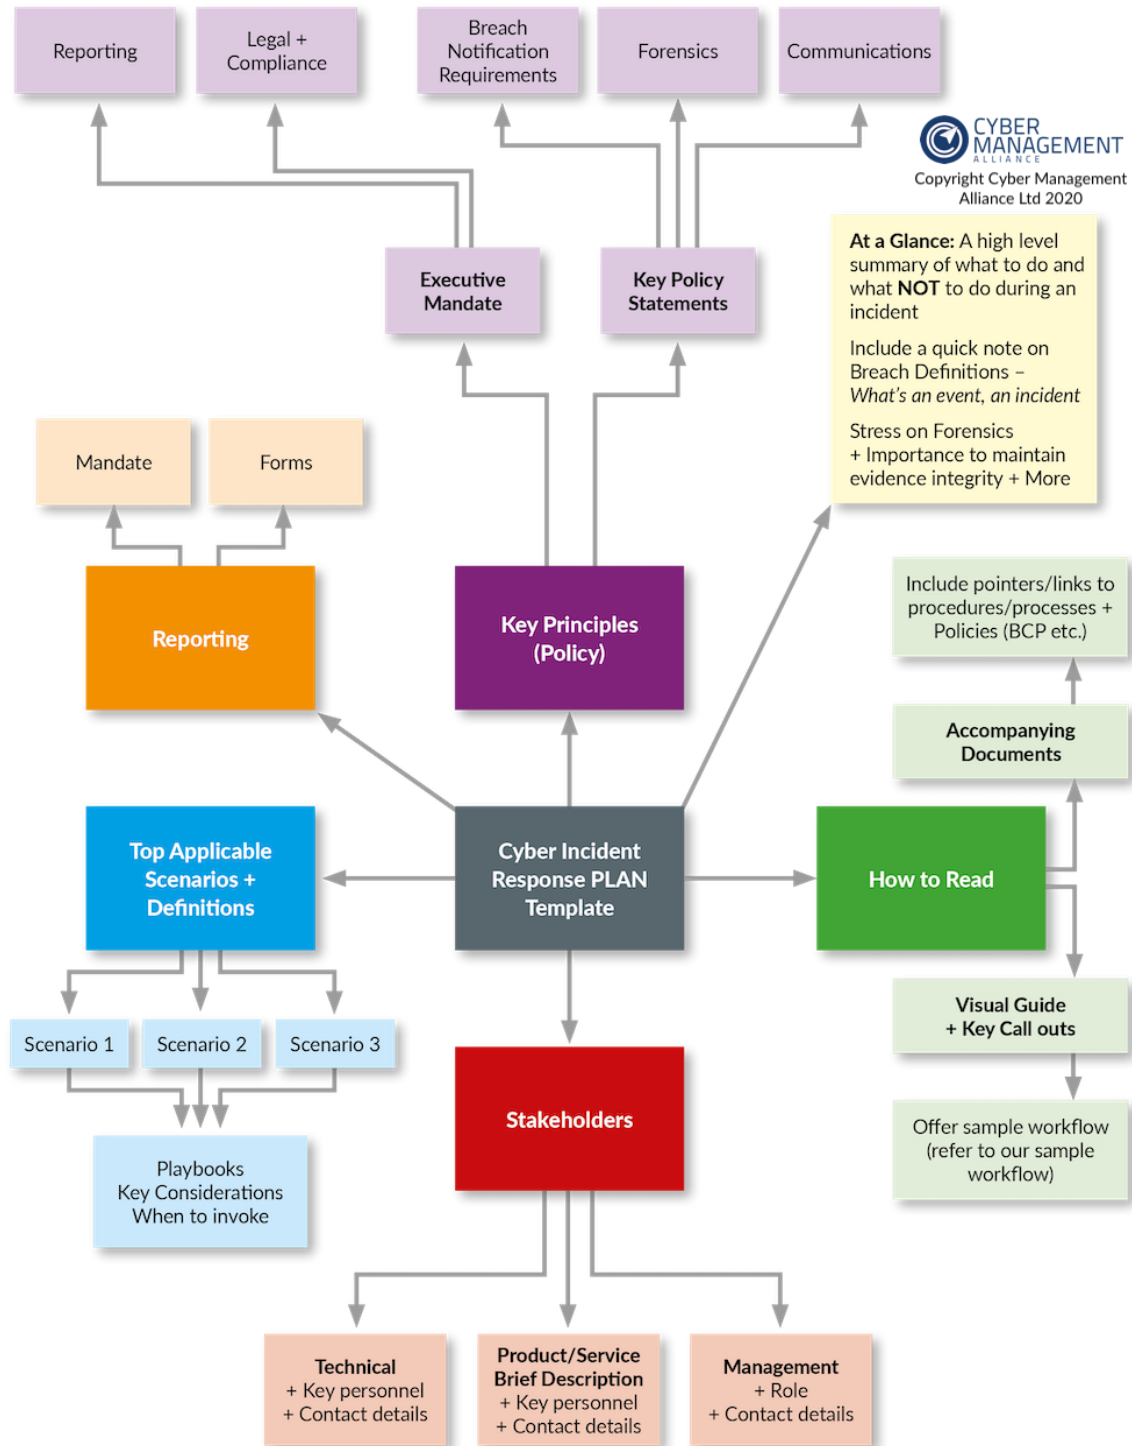 Reporting
Legal +
Compliance
Breach
Notification
Requirements
Forensics
Communications
CYBER
MANAGEMENT
ALLIANCE
Copyright Cyber Management
Alliance Ltd 2020
Executive
Mandate
Key Policy
Statements
At a Glance: A high level
summary of what to do and
what NOT to do during an
incident
Include a quick note on
Breach Definitions –
What's an event, an incident
Stress on Forensics
+ Importance to maintain
evidence integrity + More
Mandate
Forms
Reporting
Key Principles
(Policy)
Include pointers/links to
procedures/processes +
Policies (BCP etc.)
Accompanying
Documents
Top Applicable
Scenarios +
Definitions
Cyber Incident
Response PLAN
Template
How to Read
Scenario 1
Scenario 2
Scenario 3
Visual Guide
+ Key Call outs
Playbooks
Key Considerations
When to invoke
Stakeholders
Offer sample workflow
(refer to our sample
workflow)
Technical
+ Key personnel
+ Contact details
Product/Service
Brief Description
+ Key personnel
+ Contact details
Management
+ Role
+ Contact details